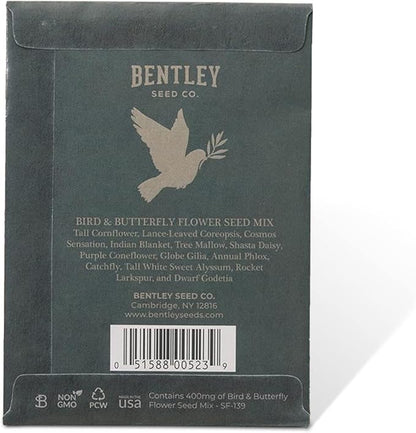 BENTLEY
SEED CO.
BIRD & BUTTERFLY FLOWER SEED MIX
Tall Cornflower, Lance-Leaved Coreopsis, Cosmos
Sensation, Indian Blanket, Tree Mallow, Shasta Daisy,
Purple Coneflower, Globe Gilia, Annual Phlox,
Catchfly, Tall White Sweet Alyssum, Rocket
Larkspur, and Dwarf Godetia
BENTLEY SEED CO.
Cambridge, NY 12816
www.bentleyseeds.com
0 51588 00523 9
B NON GMO PCW MADE IN THE usa Contains 400mg of Bird & Butterfly
Flower Seed Mix - SF-139